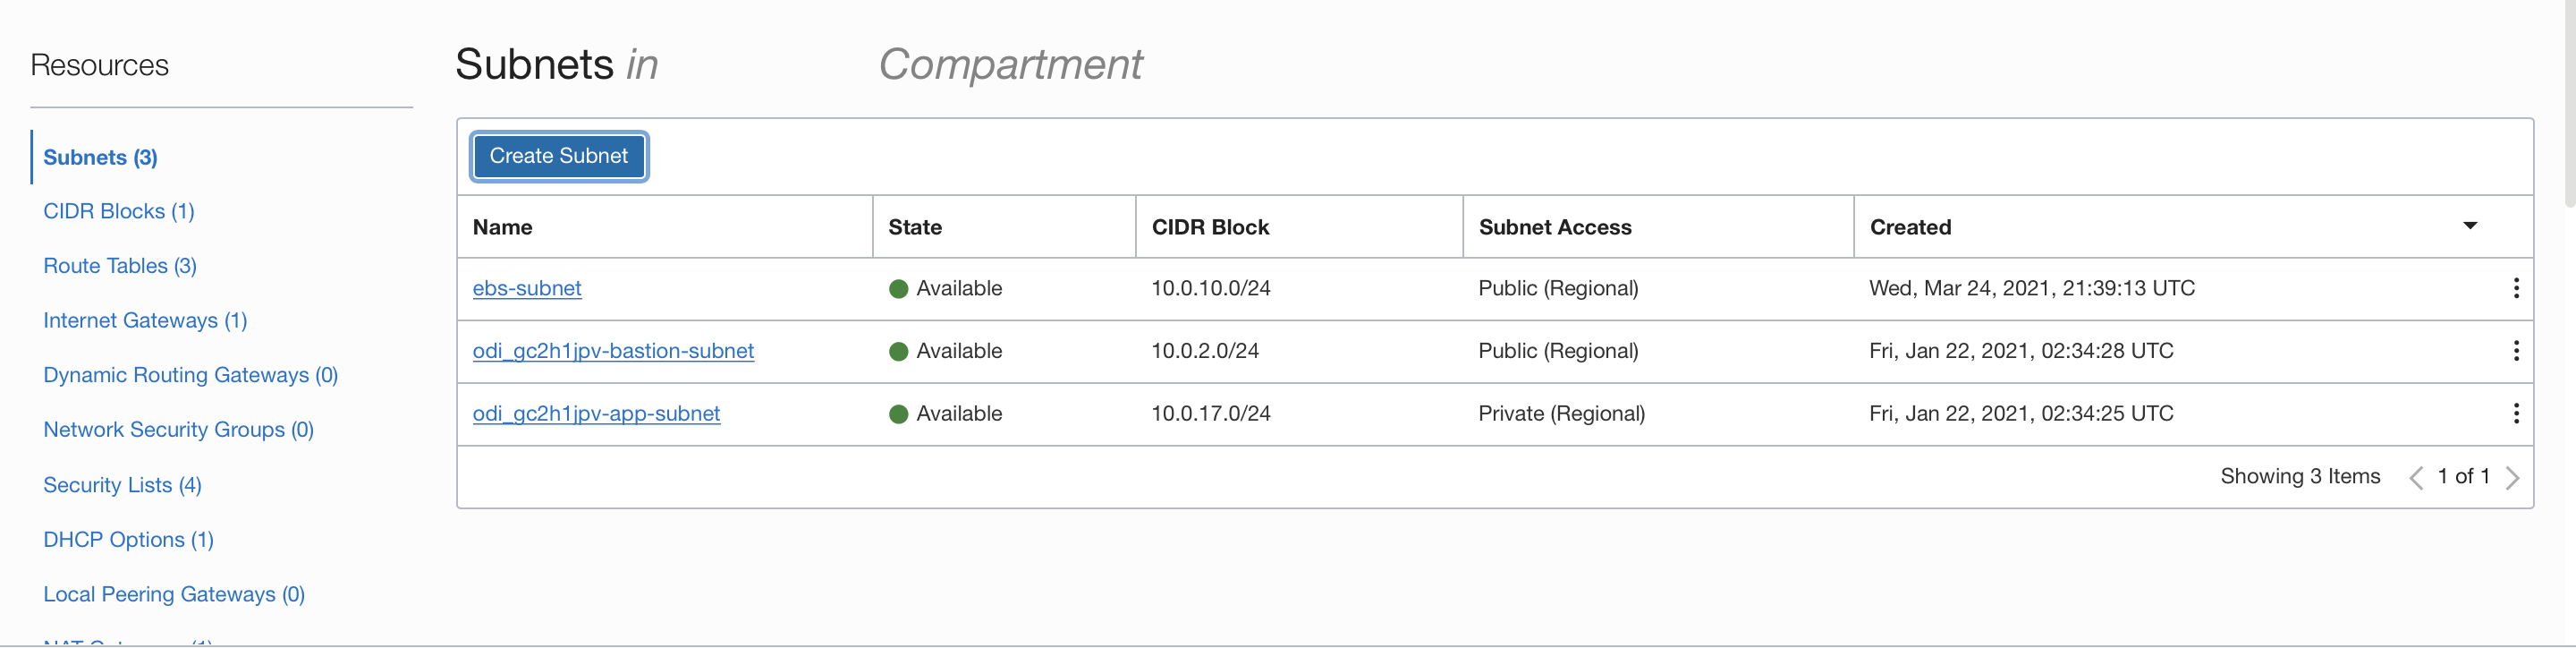 Resources
Subnets (3)
CIDR Blocks (1)
Route Tables (3)
Internet Gateways (1)
Dynamic Routing Gateways (0)
Network Security Groups (0)
Security Lists (4)
DHCP Options (1)
Local Peering Gateways (0)
Subnets in Compartment
Create Subnet
Name State CIDR Block Subnet Access Created
ebs-subnet Available 10.0.10.0/24 Public (Regional) Wed, Mar 24, 2021, 21:39:13 UTC
odi_gc2h1jpv-bastion-subnet Available 10.0.2.0/24 Public (Regional) Fri, Jan 22, 2021, 02:34:28 UTC
odi_gc2h1jpv-app-subnet Available 10.0.17.0/24 Private (Regional) Fri, Jan 22, 2021, 02:34:25 UTC
Showing 3 Items 1 of 1